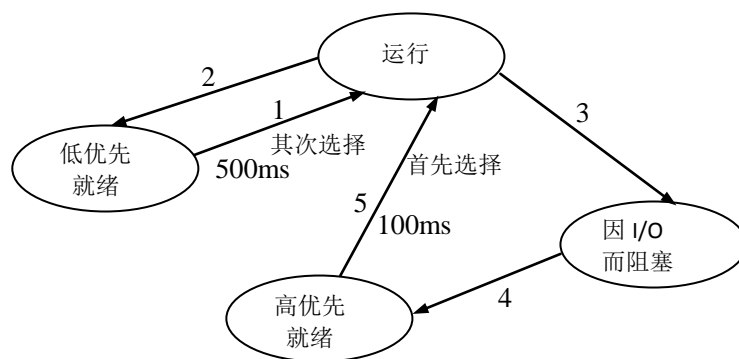 运行
2
1
3
其次选择
低优先
就绪
500ms
首先选择
5
100ms
因 I/O
而阻塞
4
高优先
就绪